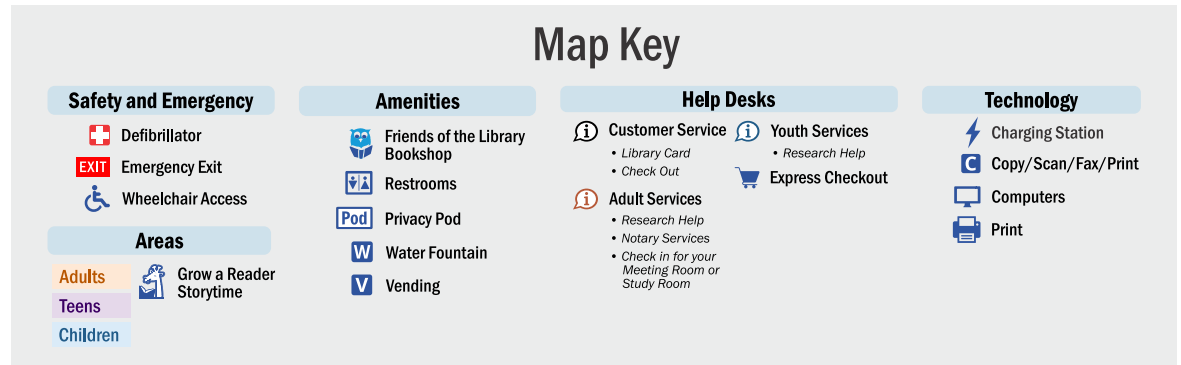 Map Key
Safety and Emergency
Defibrillator
EXIT Emergency Exit
Wheelchair Access
Areas
Adults
Teens
Children
Grow a Reader
Storytime
Amenities
Friends of the Library
Bookshop
Restrooms
Pod Privacy Pod
W Water Fountain
V Vending
Help Desks
i Customer Service
• Library Card
• Check Out
i Adult Services
• Research Help
• Notary Services
• Check in for your
Meeting Room or
Study Room
i Youth Services
• Research Help
Express Checkout
Technology
Charging Station
C Copy/Scan/Fax/Print
Computers
Print